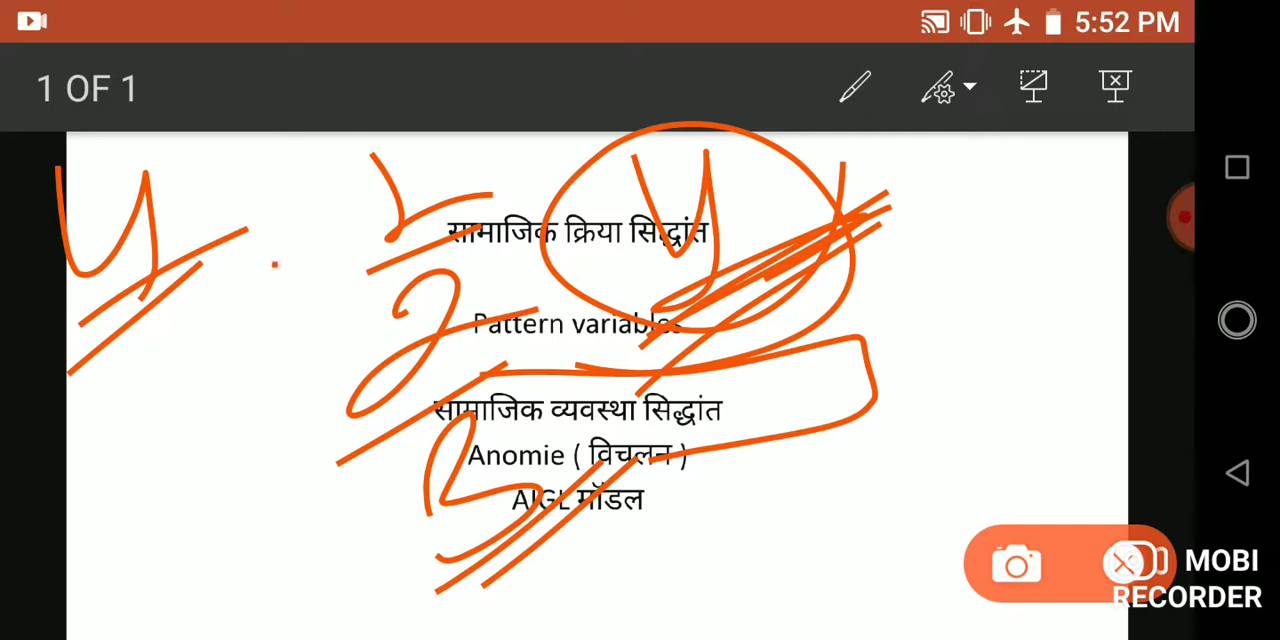 5:52 PM
1 OF 1
सामाजिक क्रिया सिद्धांत
Pattern variables
सामाजिक व्यवस्था सिद्धांत
Anomie ( विचलन )
AIGL मॉडल
MOBI
RECORDER